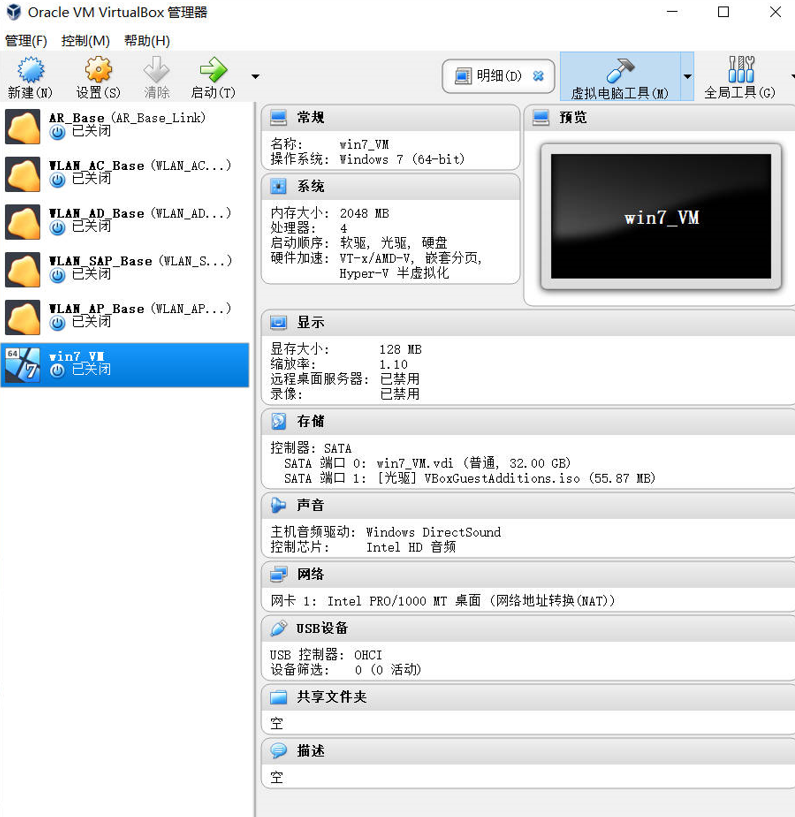 Oracle VM VirtualBox 管理器
管理(F) 控制(M) 帮助(H)
新建(N) 设置(S) 清除 启动(T) 明细(D) 虚拟电脑工具(M) 全局工具(G)
AR_Base (AR_Base_Link)
已关闭
WLAN_AC_Base (WLAN_AC...)
已关闭
WLAN_AD_Base (WLAN_AD...)
已关闭
WLAN_SAP_Base (WLAN_S...)
已关闭
WLAN_AP_Base (WLAN_AP...)
已关闭
64 7
win7_VM
已关闭
常规
名称: win7_VM
操作系统: Windows 7 (64-bit)
系统
内存大小: 2048 MB
处理器: 4
启动顺序: 软驱, 光驱, 硬盘
硬件加速: VT-x/AMD-V, 嵌套分页,
Hyper-V 半虚拟化
预览
win7_VM
显示
显存大小: 128 MB
缩放率: 1.10
远程桌面服务器: 已禁用
录像: 已禁用
存储
控制器: SATA
SATA 端口 0: win7_VM.vdi (普通, 32.00 GB)
SATA 端口 1: [光驱] VBoxGuestAdditions.iso (55.87 MB)
声音
主机音频驱动: Windows DirectSound
控制芯片: Intel HD 音频
网络
网卡 1: Intel PRO/1000 MT 桌面 (网络地址转换(NAT))
USB设备
USB 控制器: OHCI
设备筛选: 0 (0 活动)
共享文件夹
空
描述
空